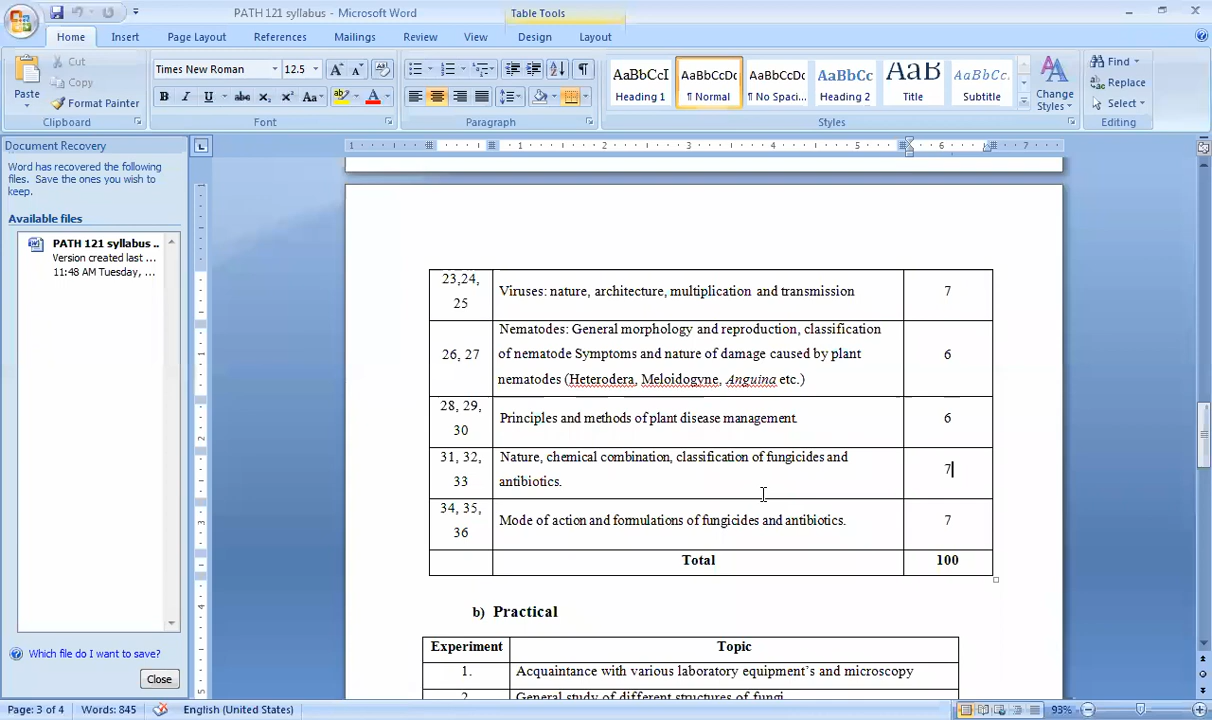 PATH 121 syllabus - Microsoft Word
Table Tools
Home Insert Page Layout References Mailings Review View Design Layout
Paste
Cut
Copy
Format Painter
Clipboard
Times New Roman 12.5
Font
Paragraph
AaBbCcI Heading 1
AaBbCcDc ¶ Normal
AaBbCcDc ¶ No Spaci...
AaBbCc Heading 2
AaB Title
AaBbCcL Subtitle
Change Styles
Styles
Find
Replace
Select
Editing
Document Recovery
Word has recovered the following
files. Save the ones you wish to
keep.
Available files
PATH 121 syllabus ..
Version created last ...
11:48 AM Tuesday, ...
Which file do I want to save?
Close
23,24,
25
Viruses: nature, architecture, multiplication and transmission
7
26, 27
Nematodes: General morphology and reproduction, classification
of nematode Symptoms and nature of damage caused by plant
nematodes (Heterodera, Meloidogyne, Anguina etc.)
6
28, 29,
30
Principles and methods of plant disease management.
6
31, 32,
33
Nature, chemical combination, classification of fungicides and
antibiotics.
7
34, 35,
36
Mode of action and formulations of fungicides and antibiotics.
7
Total 100
b) Practical
Experiment Topic
1. Acquaintance with various laboratory equipment’s and microscopy
2. General study of different structures of fungi
Page: 3 of 4 Words: 845 English (United States) 93%